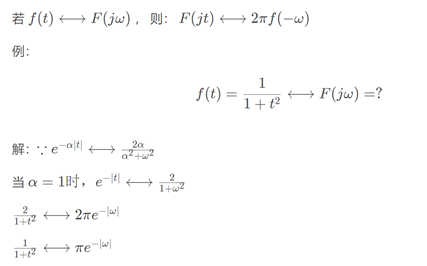 若 f(t) ⟷ F(jω)，则： F(jt) ⟷ 2πf(−ω)
例：
f(t) = 1/(1+t²) ⟷ F(jω) =?
解: ∵ e^{−α|t|} ⟷ 2α/(α²+ω²)
当 α = 1时，e^{−|t|} ⟷ 2/(1+ω²)
2/(1+t²) ⟷ 2πe^{−|ω|}
1/(1+t²) ⟷ πe^{−|ω|}